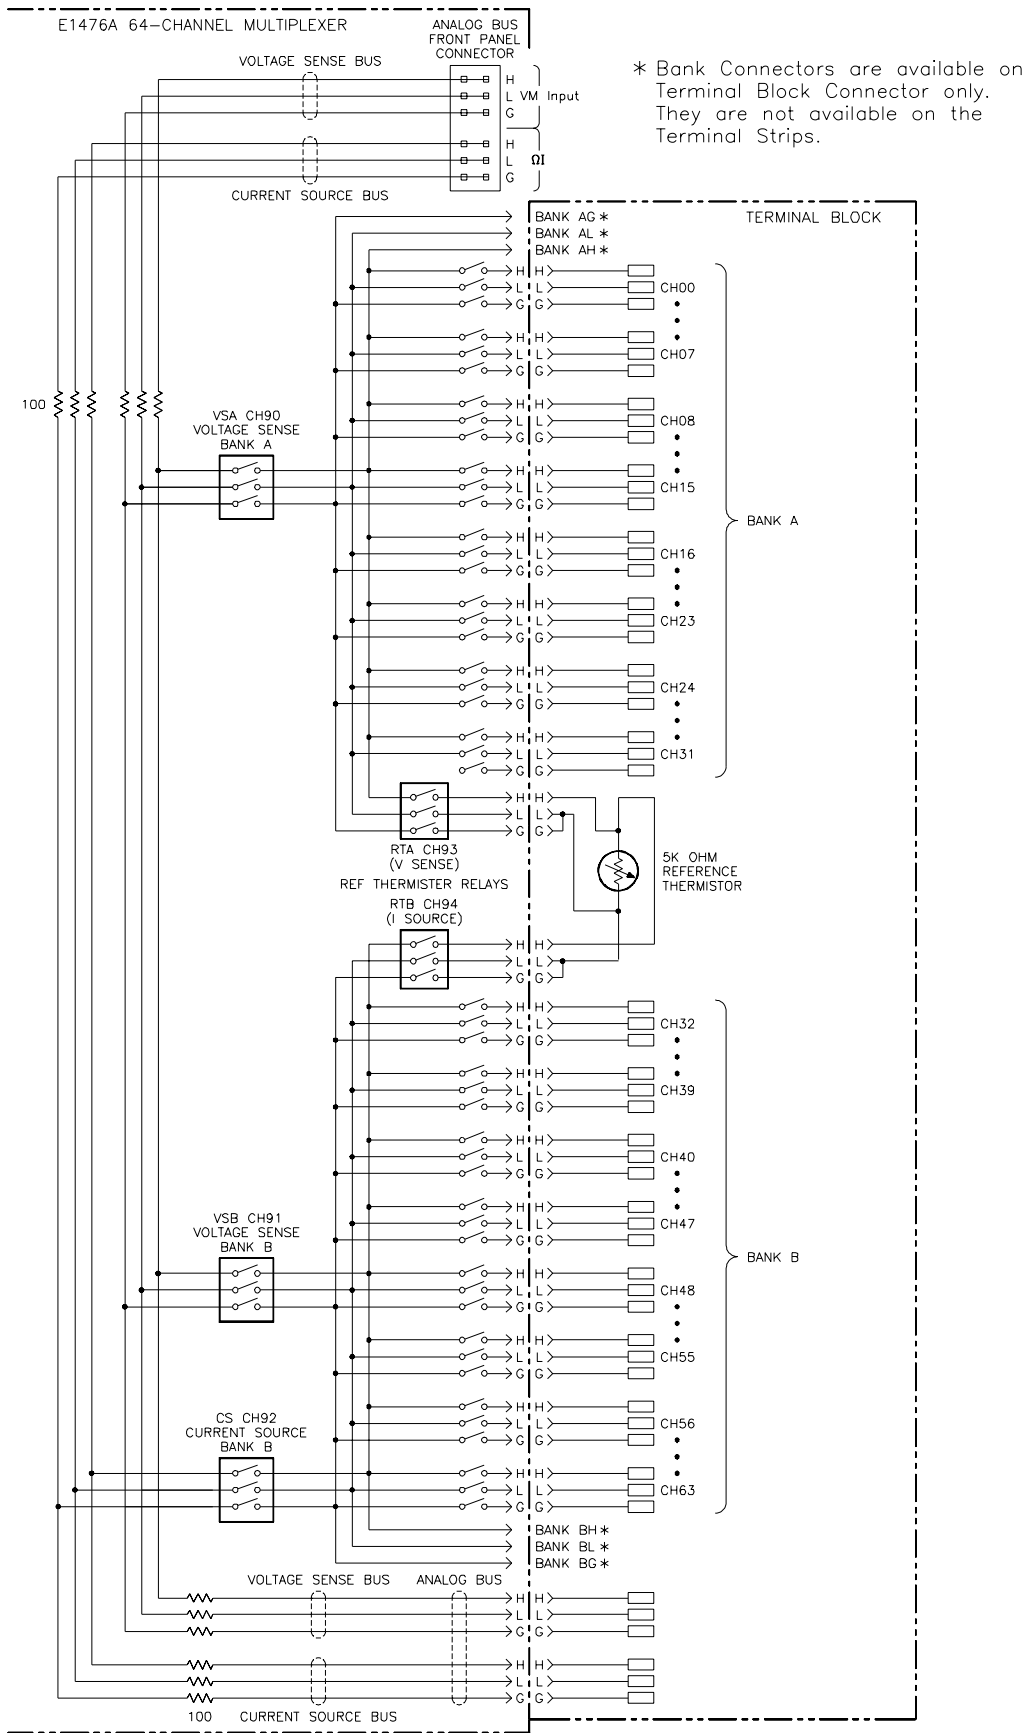 E1476A 64-CHANNEL MULTIPLEXER
ANALOG BUS
FRONT PANEL
CONNECTOR
VOLTAGE SENSE BUS
H
L VM Input
G
H
L ΩI
G
CURRENT SOURCE BUS
* Bank Connectors are available on
Terminal Block Connector only.
They are not available on the
Terminal Strips.
TERMINAL BLOCK
BANK AG *
BANK AL *
BANK AH *
H H
L L CH00
G G
H H
L L CH07
G G
100
VSA CH90
VOLTAGE SENSE
BANK A
H H
L L CH08
G G
H H
L L CH15
G G
BANK A
H H
L L CH16
G G
H H
L L CH23
G G
H H
L L CH24
G G
H H
L L CH31
G G
H H
L L
G G
RTA CH93
(V SENSE)
REF THERMISTER RELAYS
RTB CH94
(I SOURCE)
5K OHM
REFERENCE
THERMISTOR
H H
L L
G G
H H
L L CH32
G G
H H
L L CH39
G G
H H
L L CH40
G G
H H
L L CH47
G G
VSB CH91
VOLTAGE SENSE
BANK B
BANK B
H H
L L CH48
G G
H H
L L CH55
G G
CS CH92
CURRENT SOURCE
BANK B
H H
L L CH56
G G
H H
L L CH63
G G
BANK BH *
BANK BL *
BANK BG *
VOLTAGE SENSE BUS
ANALOG BUS
H H
L L
G G
H H
L L
G G
100
CURRENT SOURCE BUS